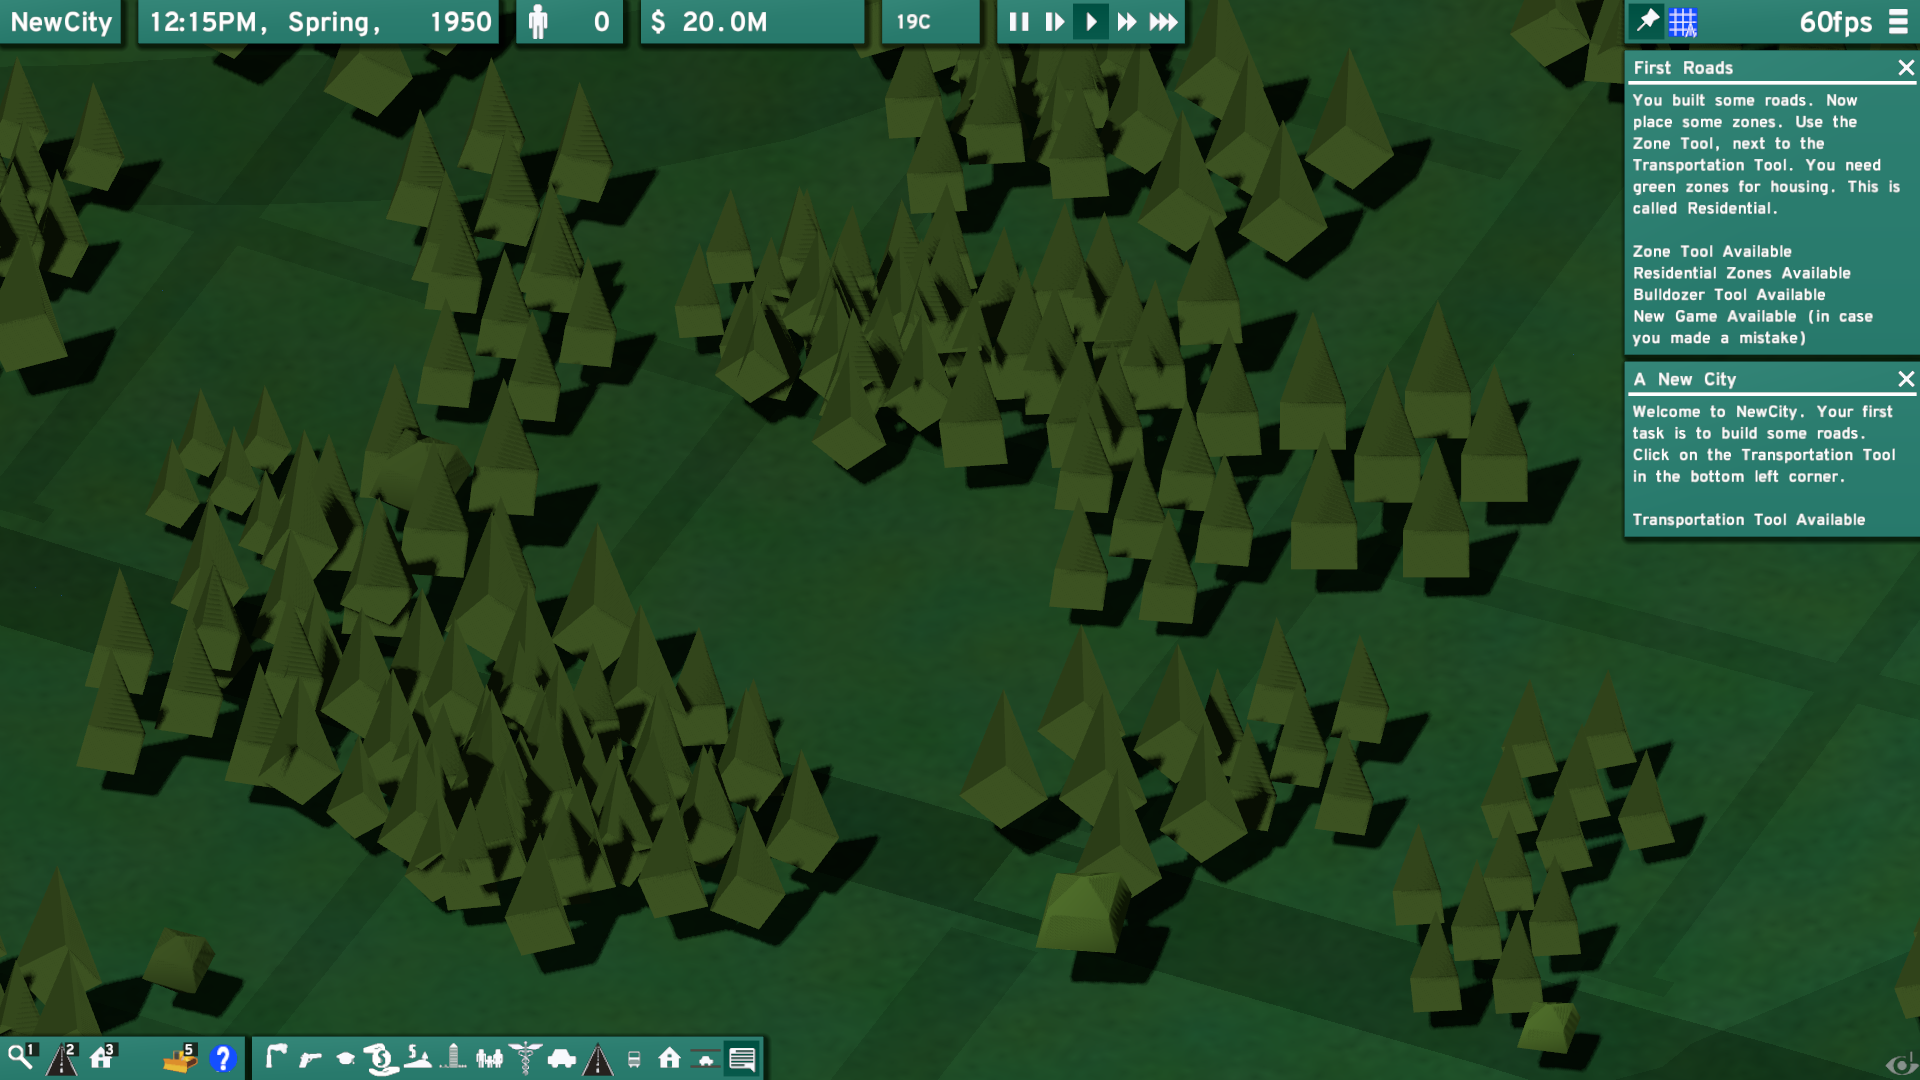 NewCity
12:15PM, Spring, 1950
0
$ 20.0M
19C
60fps
First Roads
You built some roads. Now
place some zones. Use the
Zone Tool, next to the
Transportation Tool. You need
green zones for housing. This is
called Residential.
Zone Tool Available
Residential Zones Available
Bulldozer Tool Available
New Game Available (in case
you made a mistake)
A New City
Welcome to NewCity. Your first
task is to build some roads.
Click on the Transportation Tool
in the bottom left corner.
Transportation Tool Available
1 2 3 5 ?